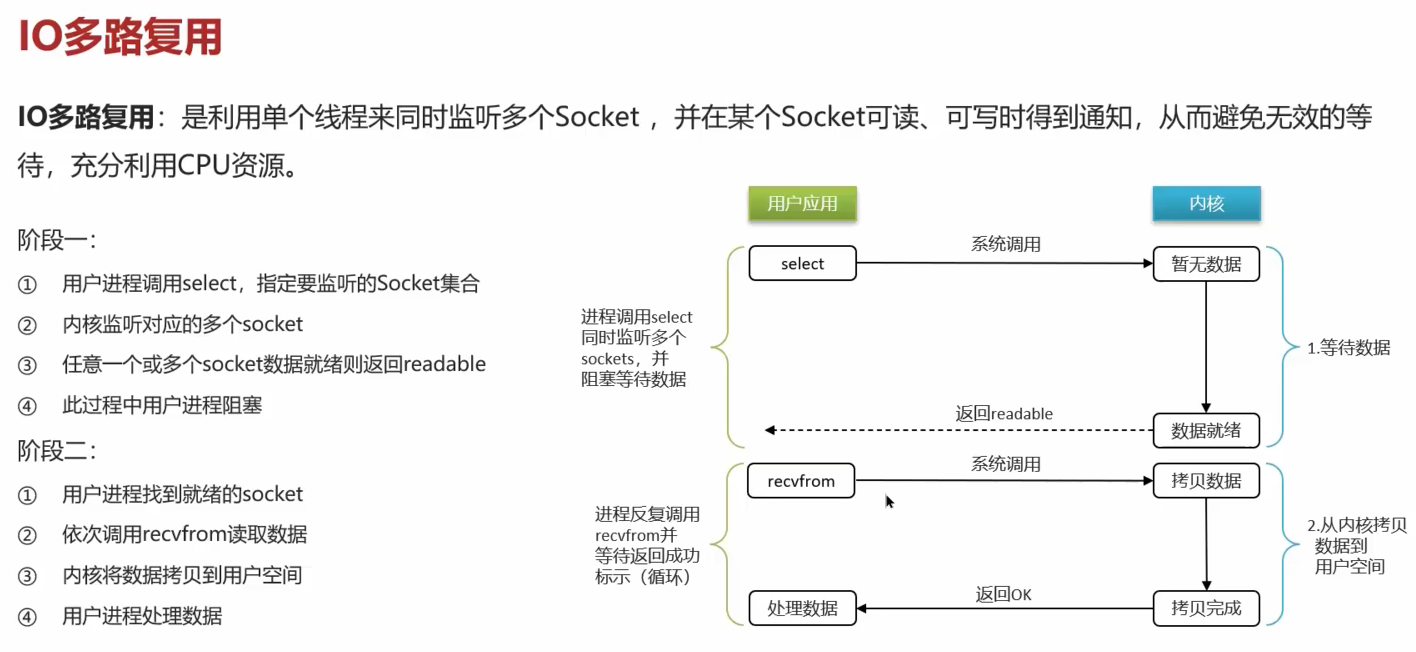 IO多路复用
IO多路复用：是利用单个线程来同时监听多个Socket ，并在某个Socket可读、可写时得到通知，从而避免无效的等
待，充分利用CPU资源。
阶段一：
① 用户进程调用select，指定要监听的Socket集合
② 内核监听对应的多个socket
③ 任意一个或多个socket数据就绪则返回readable
④ 此过程中用户进程阻塞
阶段二：
① 用户进程找到就绪的socket
② 依次调用recvfrom读取数据
③ 内核将数据拷贝到用户空间
④ 用户进程处理数据
用户应用
内核
select
系统调用
暂无数据
进程调用select
同时监听多个
sockets，并
阻塞等待数据
1.等待数据
返回readable
数据就绪
recvfrom
系统调用
拷贝数据
进程反复调用
recvfrom并
等待返回成功
标示（循环）
2.从内核拷贝
数据到
用户空间
处理数据
返回OK
拷贝完成